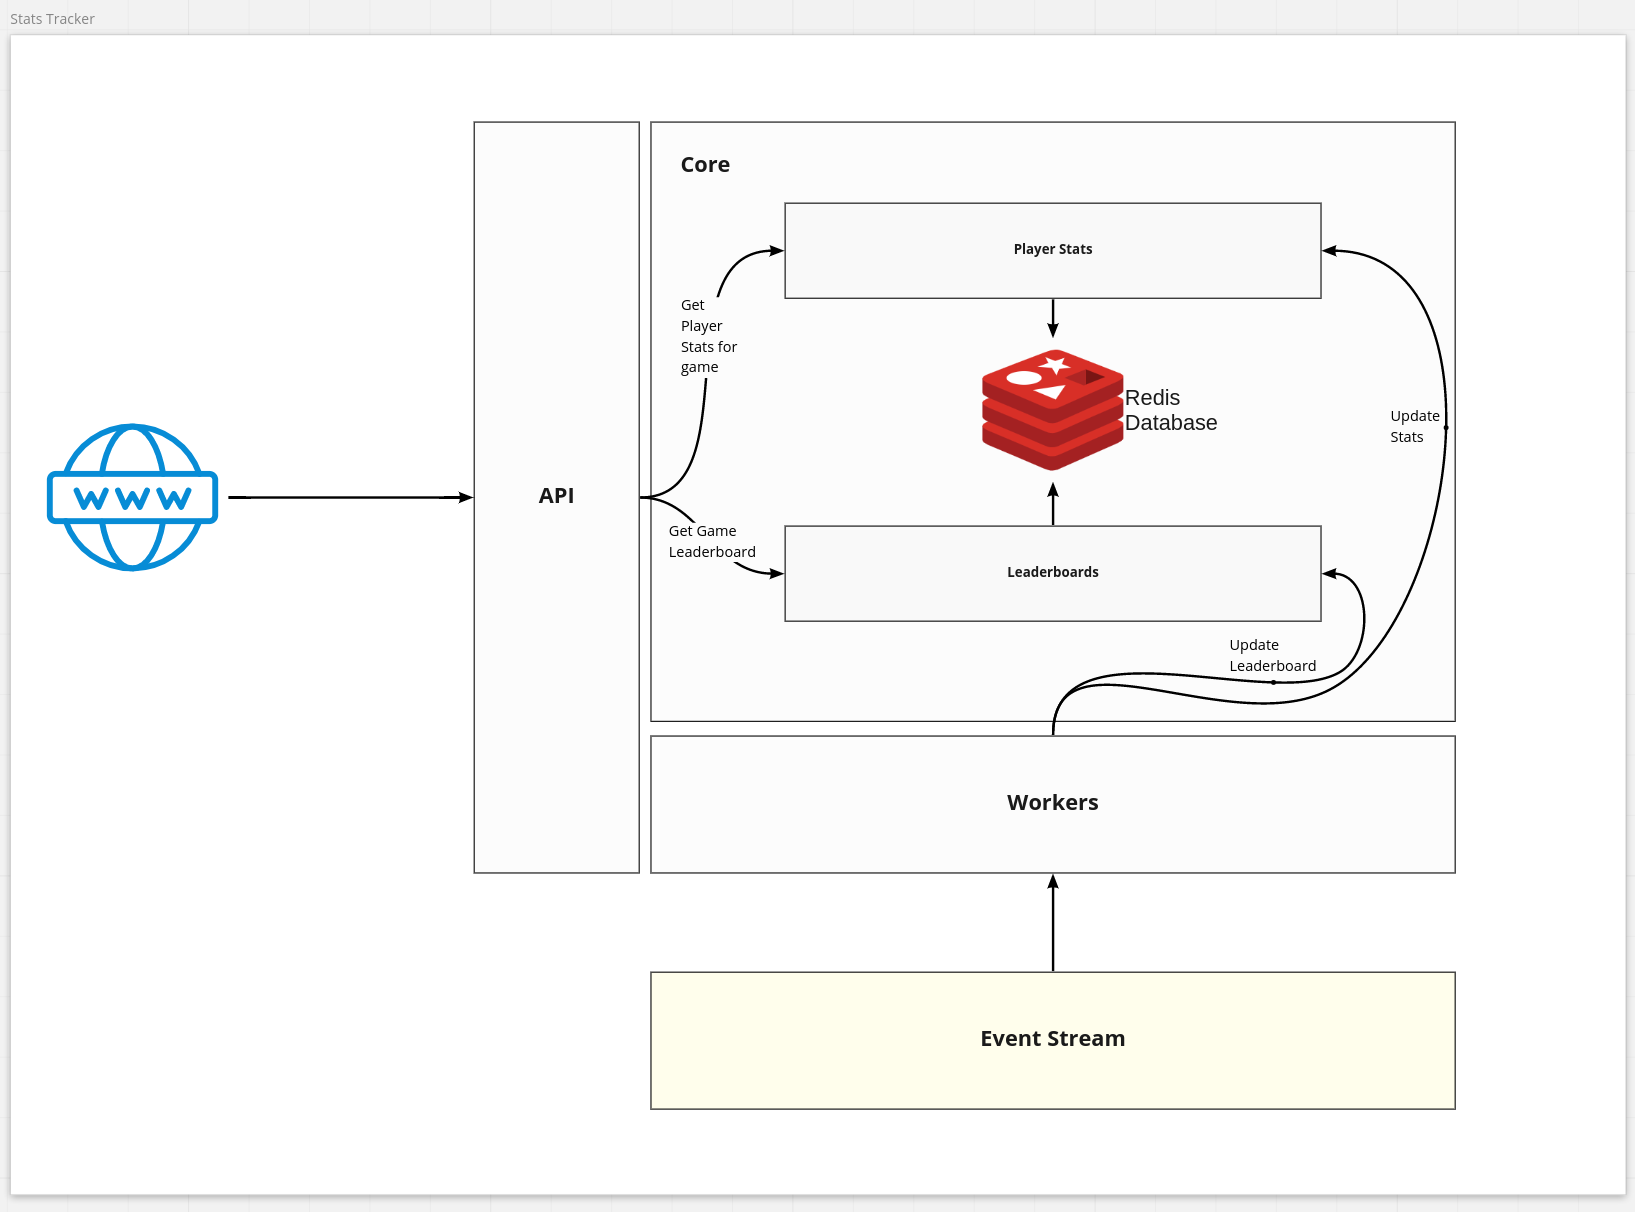 Stats Tracker
Core
Player Stats
Get
Player
Stats for
game
Redis
Database
Update
Stats
WWW
API
Get Game
Leaderboard
Leaderboards
Update
Leaderboard
Workers
Event Stream